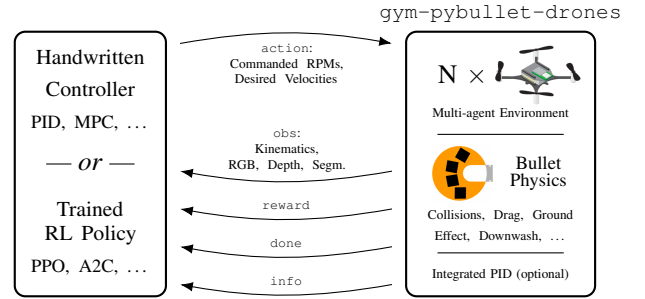 gym-pybullet-drones
Handwritten
Controller
PID, MPC, ...
— or —
Trained
RL Policy
PPO, A2C, ...
action:
Commanded RPMs,
Desired Velocities
obs:
Kinematics,
RGB, Depth, Segm.
reward
done
info
N ×
Multi-agent Environment
Bullet
Physics
Collisions, Drag, Ground
Effect, Downwash, ...
Integrated PID (optional)